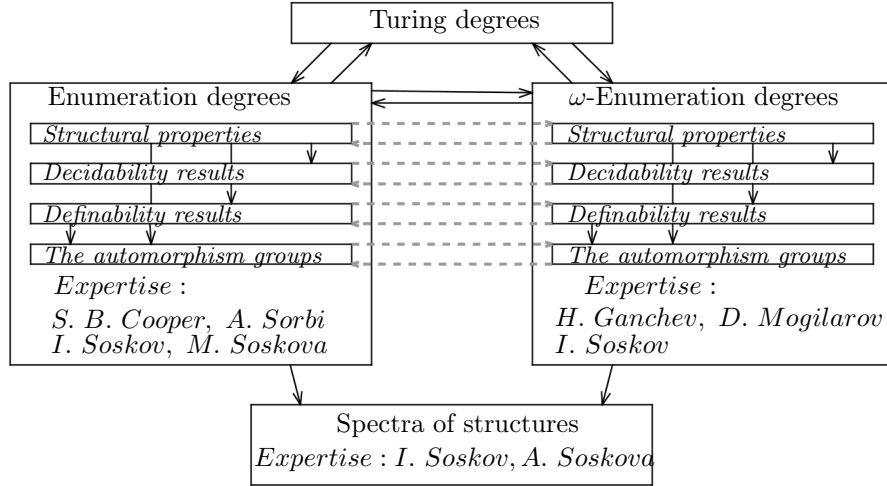 Turing degrees
Enumeration degrees
Structural properties
Decidability results
Definability results
The automorphism groups
Expertise :
S. B. Cooper, A. Sorbi
I. Soskov, M. Soskova
ω-Enumeration degrees
Structural properties
Decidability results
Definability results
The automorphism groups
Expertise :
H. Ganchev, D. Mogilarov
I. Soskov
Spectra of structures
Expertise : I. Soskov, A. Soskova